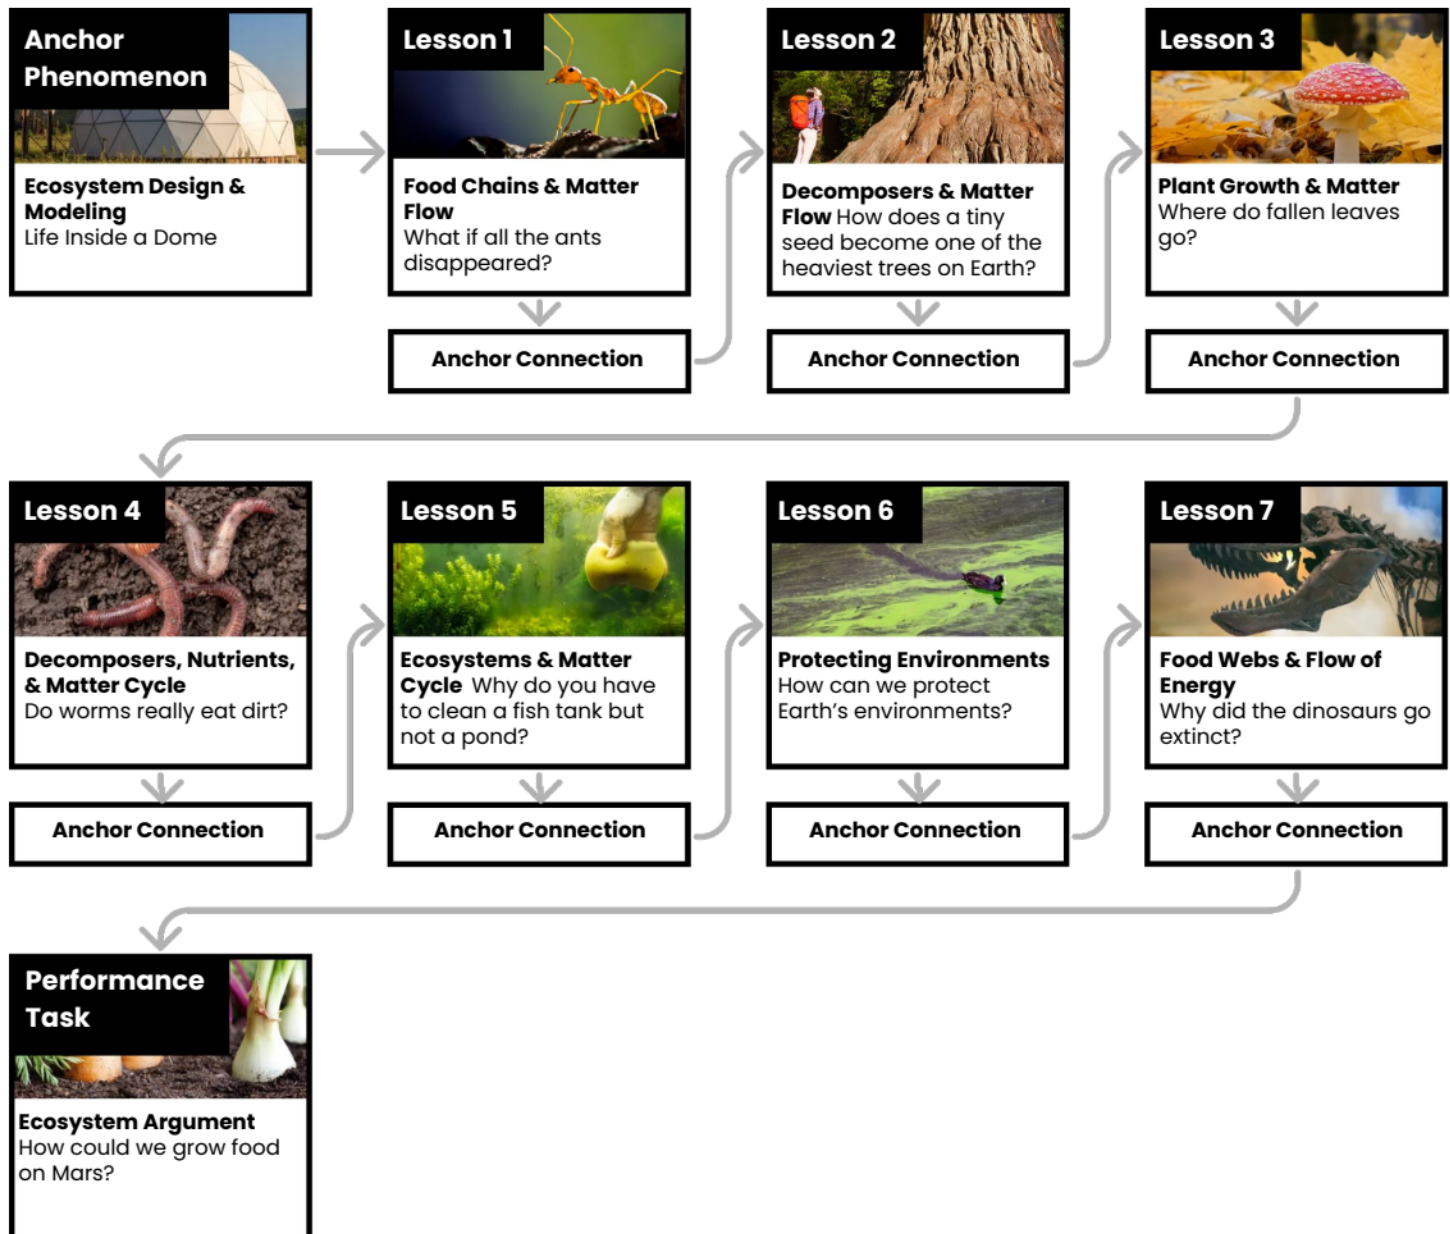 Anchor
Phenomenon
Ecosystem Design &
Modeling
Life Inside a Dome
Lesson 1
Food Chains & Matter
Flow
What if all the ants
disappeared?
Anchor Connection
Lesson 2
Decomposers & Matter
Flow How does a tiny
seed become one of the
heaviest trees on Earth?
Anchor Connection
Lesson 3
Plant Growth & Matter
Where do fallen leaves
go?
Anchor Connection
Lesson 4
Decomposers, Nutrients,
& Matter Cycle
Do worms really eat dirt?
Anchor Connection
Lesson 5
Ecosystems & Matter
Cycle Why do you have
to clean a fish tank but
not a pond?
Anchor Connection
Lesson 6
Protecting Environments
How can we protect
Earth's environments?
Anchor Connection
Lesson 7
Food Webs & Flow of
Energy
Why did the dinosaurs go
extinct?
Anchor Connection
Performance
Task
Ecosystem Argument
How could we grow food
on Mars?